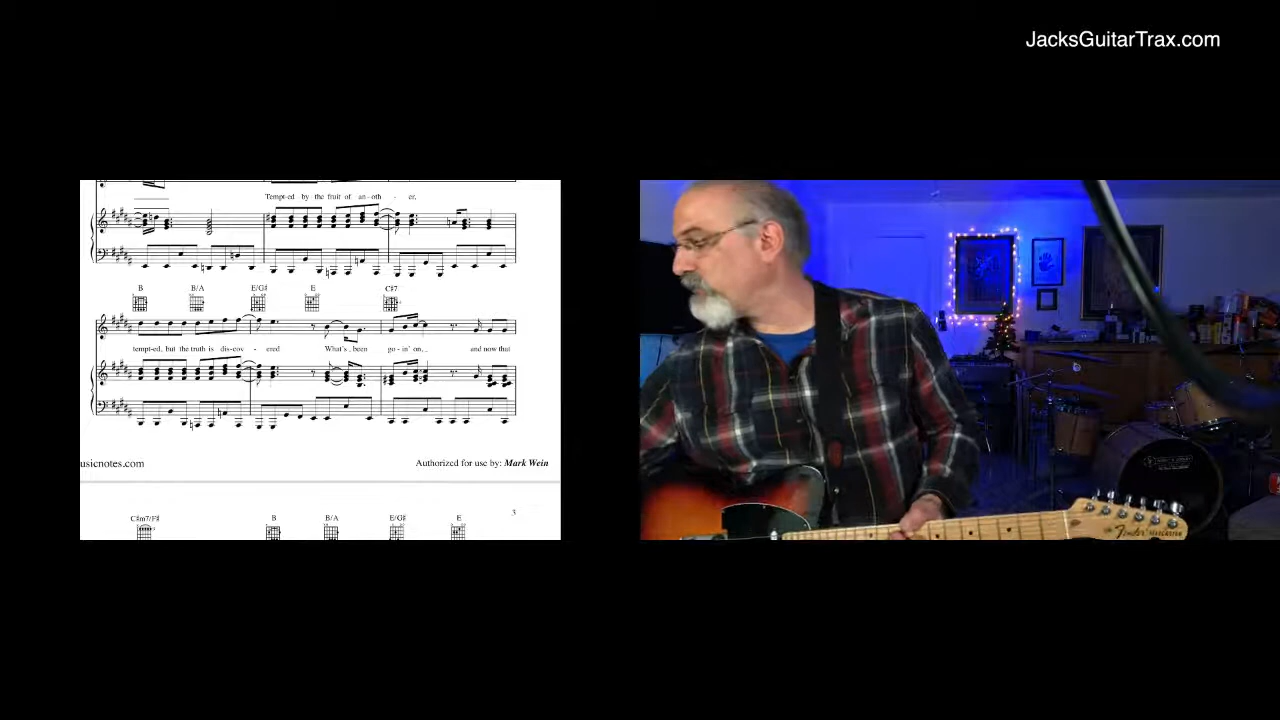 JacksGuitarTrax.com
Tempt-ed by the fruit of an-oth - er,
B B/A E/G# E C#7
tempt-ed, but the truth is dis-cov - ered What's been go-in' on, and now that
usicnotes.com Authorized for use by: Mark Wein
3
C#m7/F# B B/A E/G# E
Fender